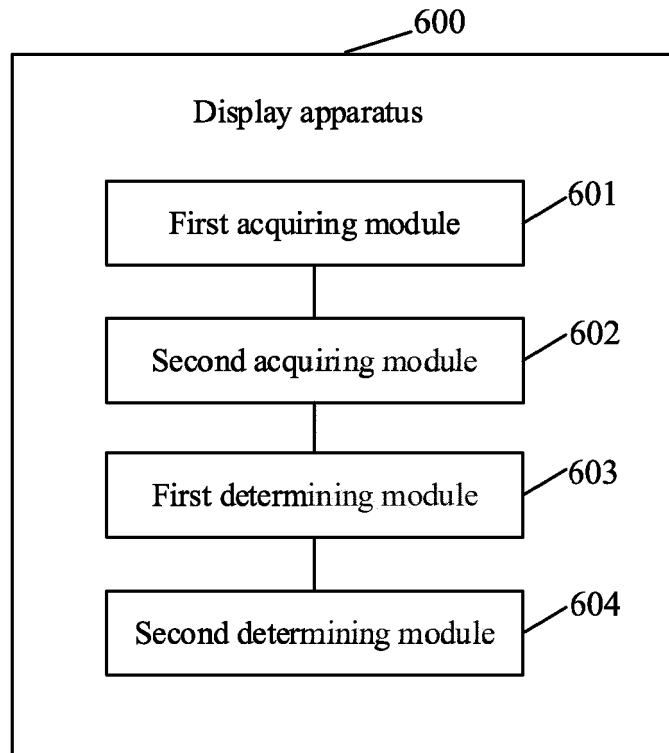 600
Display apparatus
601
First acquiring module
602
Second acquiring module
603
First determining module
604
Second determining module